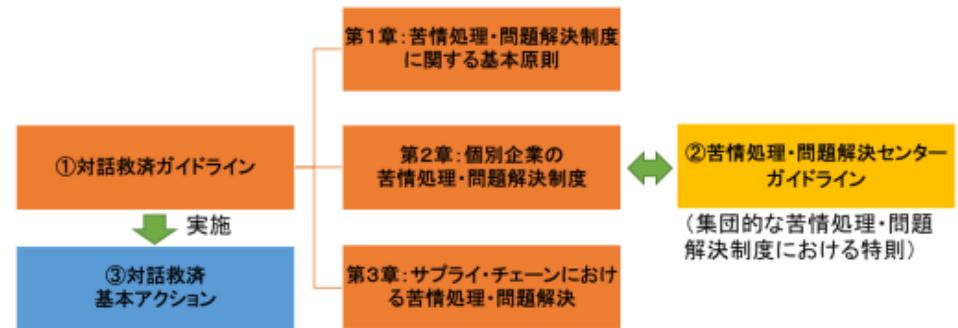 第1章:苦情処理・問題解決制度
に関する基本原則
①対話救済ガイドライン
第2章:個別企業の
苦情処理・問題解決制度
②苦情処理・問題解決センター
ガイドライン
実施
(集団的な苦情処理・問題
解決制度における特則)
③対話救済
基本アクション
第3章:サプライ・チェーンにおけ
る苦情処理・問題解決